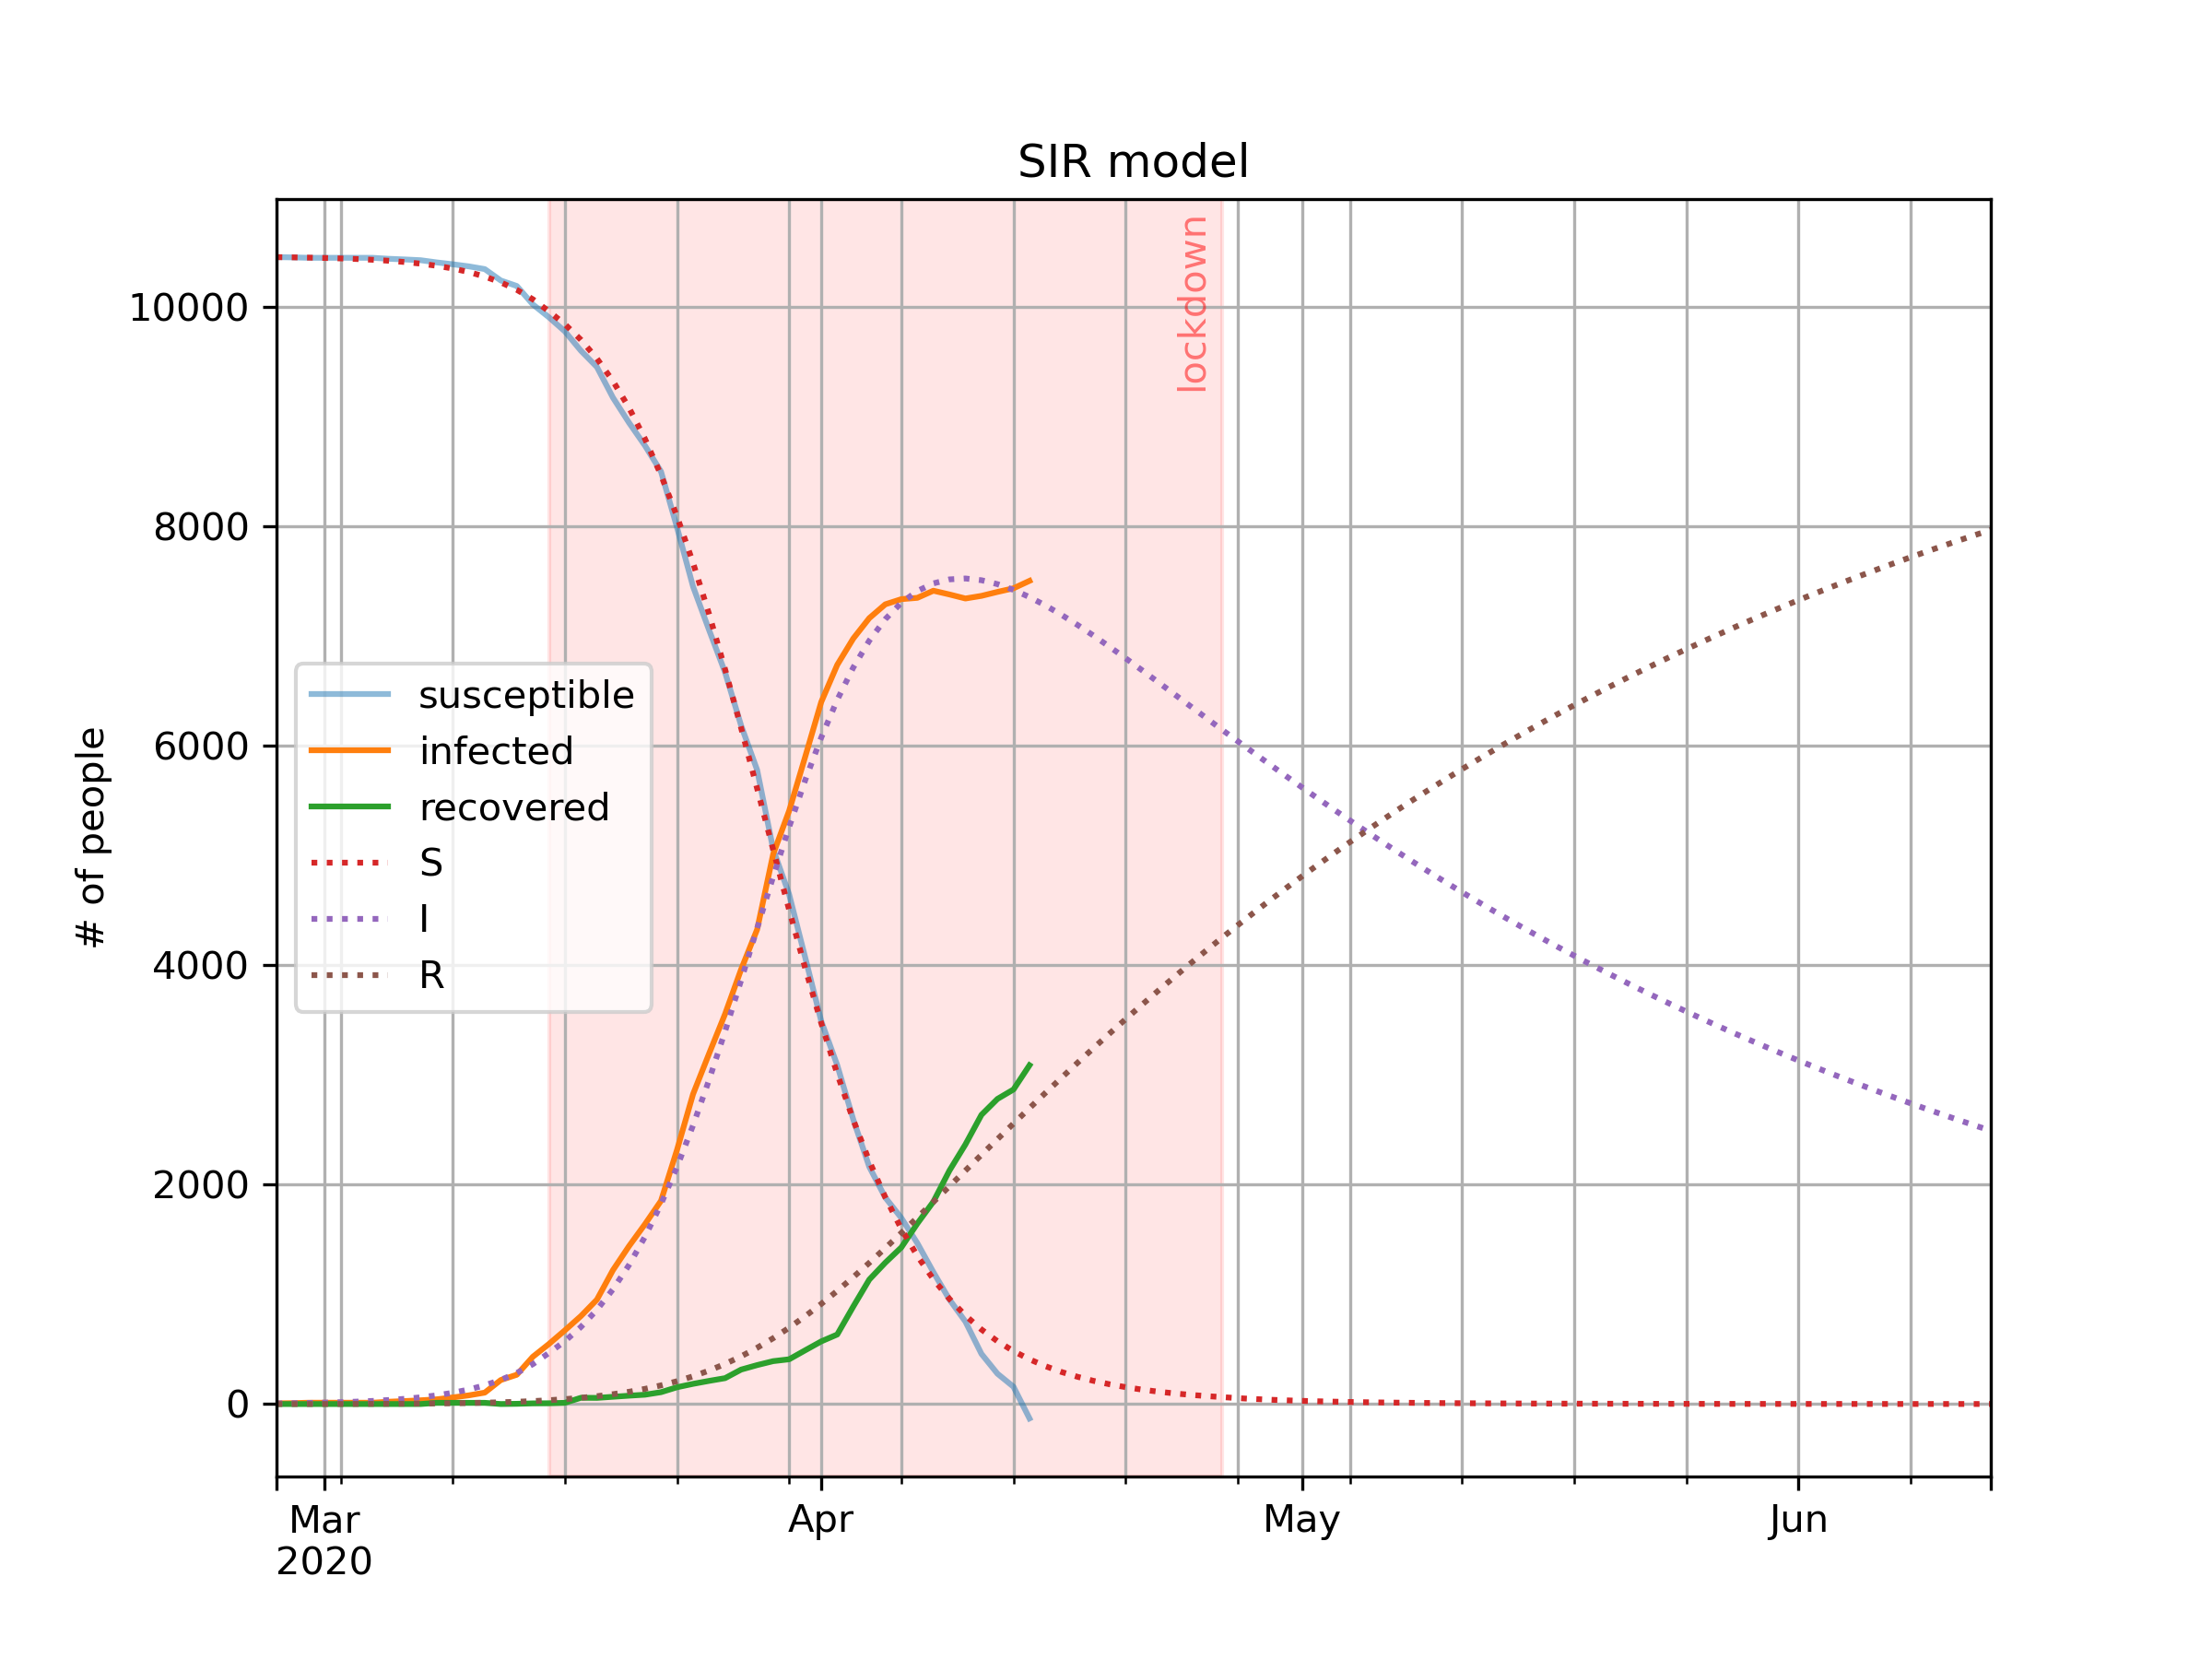 SIR model
lockdown
# of people
10000
8000
6000
4000
2000
0
susceptible
infected
recovered
S
I
R
Mar
2020
Apr
May
Jun